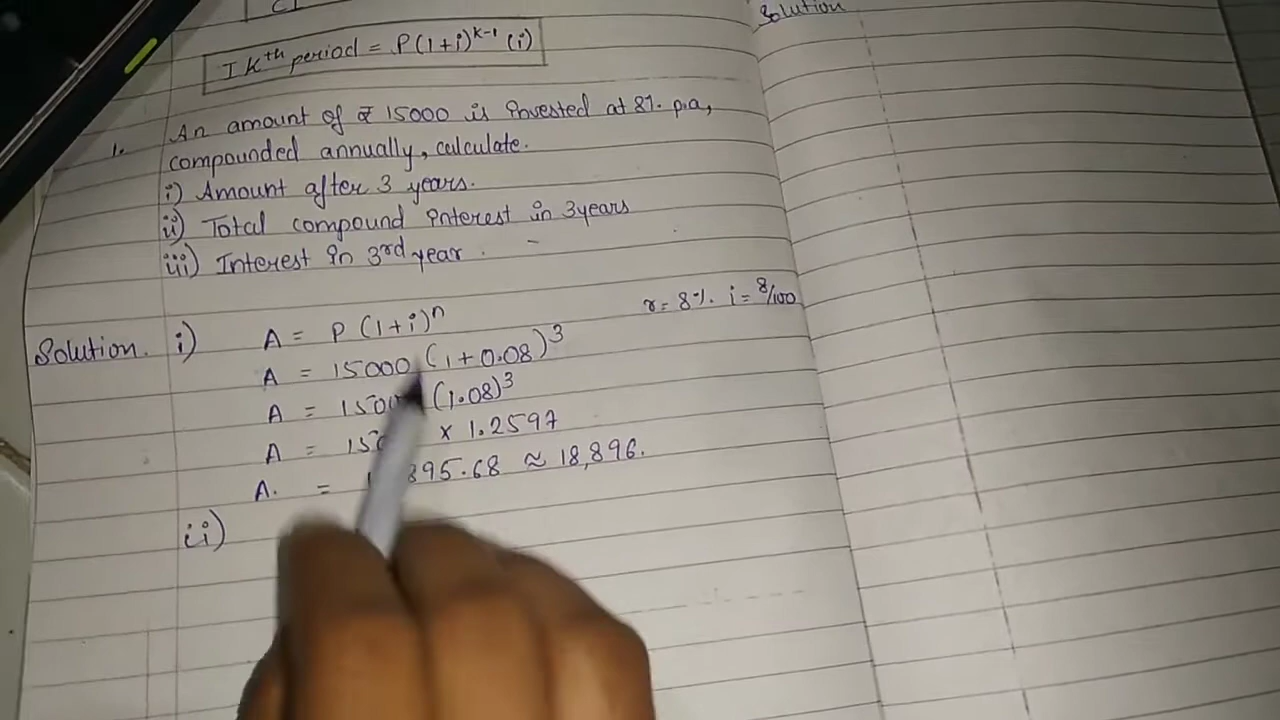 CI
Solution
I Kth period = P(1+i)^k-1 (i)
1. An amount of ₹ 15000 is invested at 8%. p.a,
compounded annually, calculate.
i) Amount after 3 years.
ii) Total compound interest in 3years
iii) Interest in 3rd year.
r = 8%. i = 8/100
Solution. i) A = P (1+i)^n
A = 15000 (1+0.08)^3
A = (1.08)^3
A = x 1.2597
A. = 895.68 ≈ 18,896.
ii)